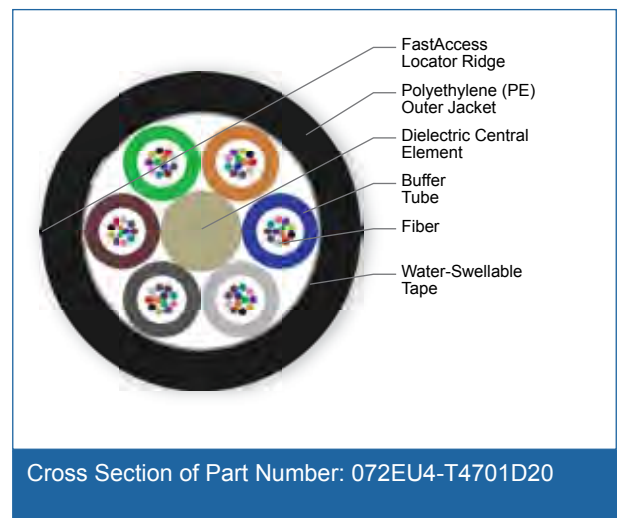 FastAccess
Locator Ridge
Polyethylene (PE)
Outer Jacket
Dielectric Central
Element
Buffer
Tube
Fiber
Water-Swellable
Tape
Cross Section of Part Number: 072EU4-T4701D20